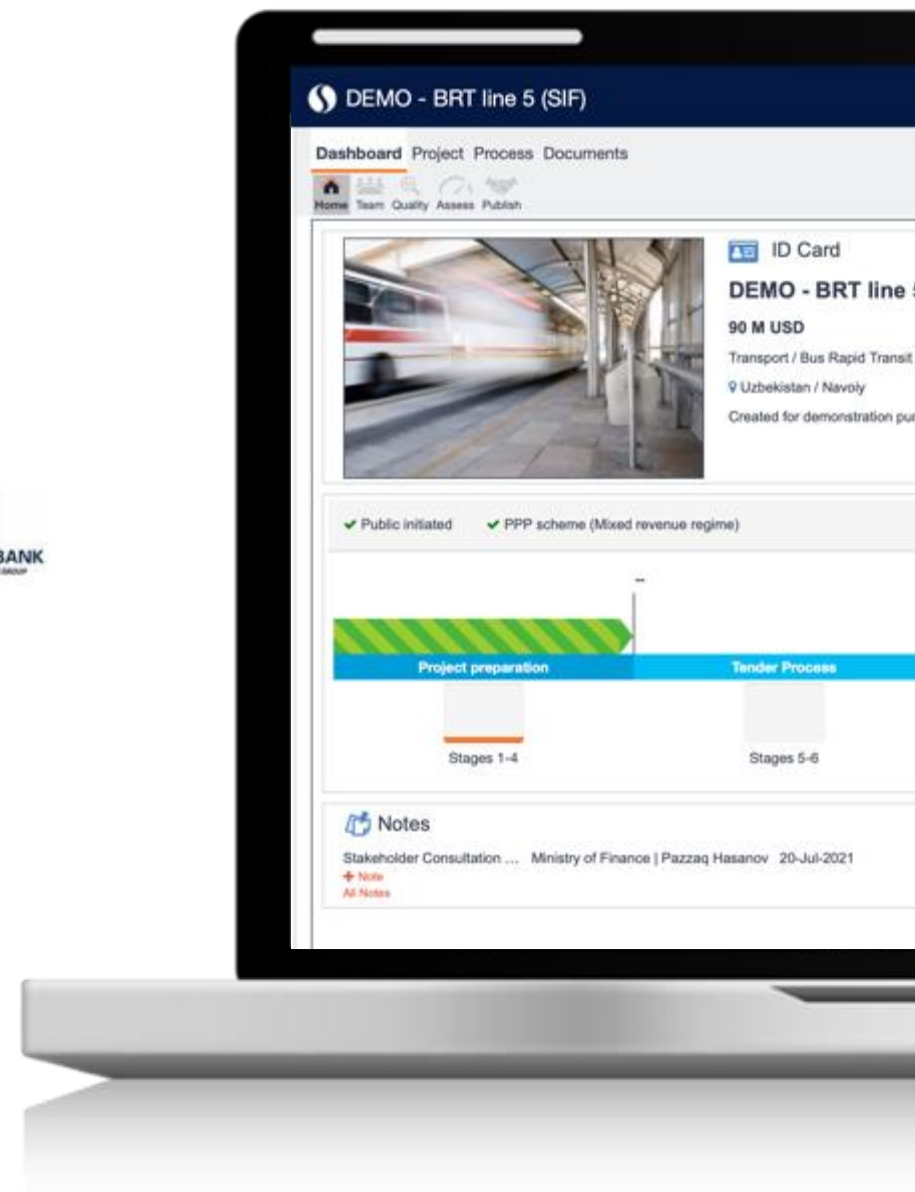 DEMO - BRT line 5 (SIF)
Dashboard Project Process Documents
Home Team Quality Assess Publish
ID Card
DEMO - BRT line 5
90 M USD
Transport / Bus Rapid Transit
Uzbekistan / Navoiy
Created for demonstration pur
BANK
GROUP
Public initiated PPP scheme (Mixed revenue regime)
--
Project preparation Tender Process
Stages 1-4 Stages 5-6
Notes
Stakeholder Consultation ... Ministry of Finance | Pazzaq Hasanov 20-Jul-2021
+ Note
All Notes